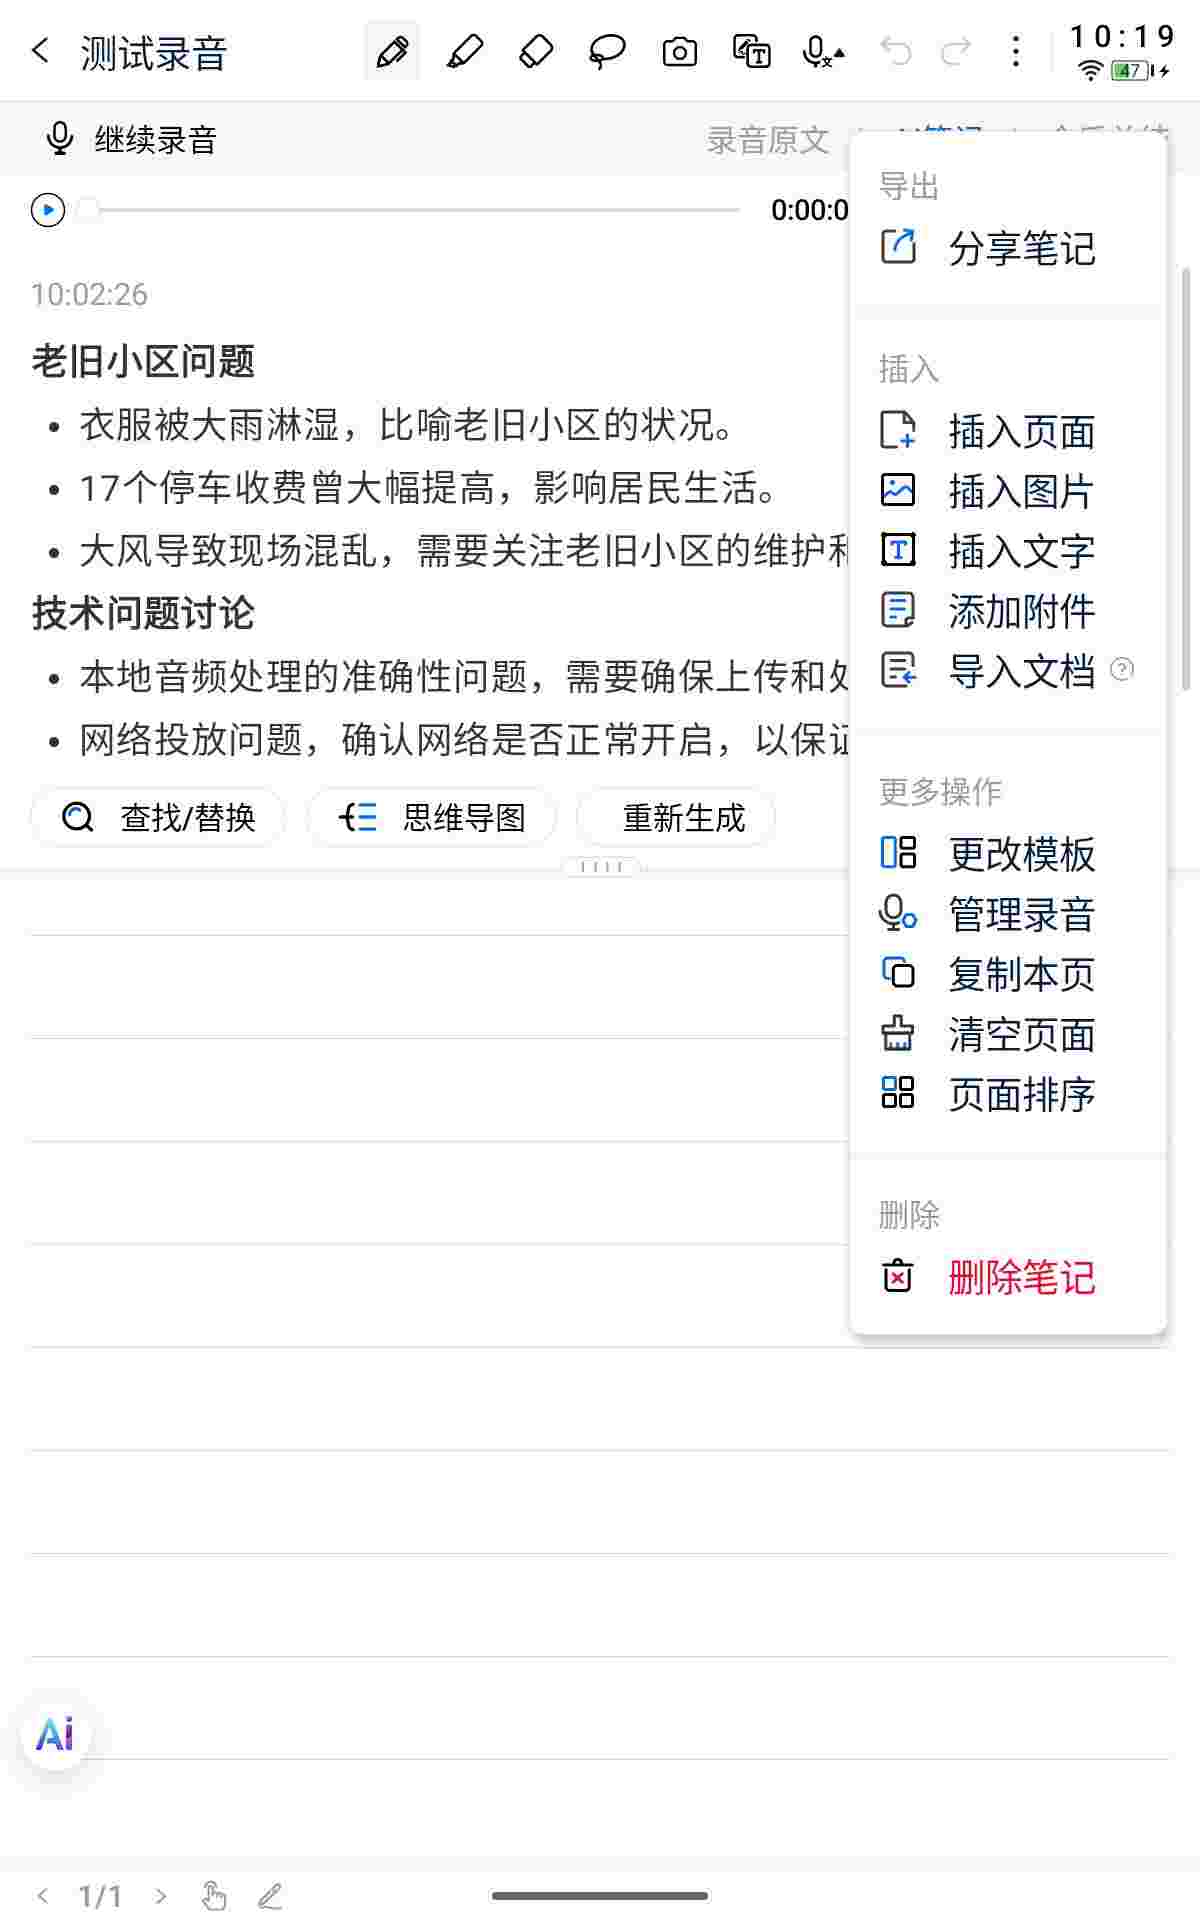 测试录音
10:19
47
继续录音
录音原文
0:00:0
10:02:26
老旧小区问题
• 衣服被大雨淋湿，比喻老旧小区的状况。
• 17个停车收费曾大幅提高，影响居民生活。
• 大风导致现场混乱，需要关注老旧小区的维护和
技术问题讨论
• 本地音频处理的准确性问题，需要确保上传和处
• 网络投放问题，确认网络是否正常开启，以保证
查找/替换
思维导图
重新生成
导出
分享笔记
插入
插入页面
插入图片
插入文字
添加附件
导入文档
更多操作
更改模板
管理录音
复制本页
清空页面
页面排序
删除
删除笔记
Ai
1/1